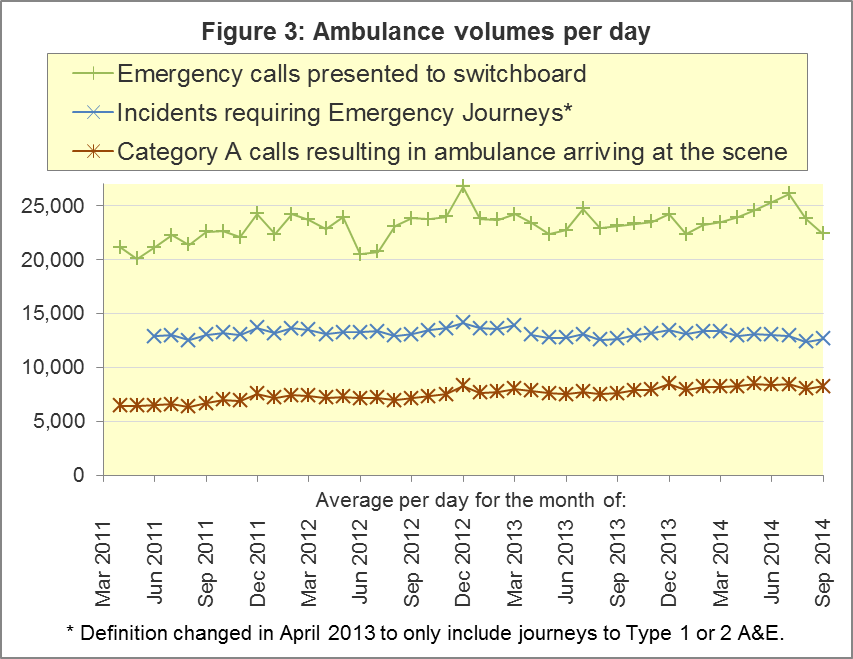 Figure 3: Ambulance volumes per day
Emergency calls presented to switchboard
Incidents requiring Emergency Journeys*
Category A calls resulting in ambulance arriving at the scene
25,000
20,000
15,000
10,000
5,000
0
Average per day for the month of:
Mar 2011
Jun 2011
Sep 2011
Dec 2011
Mar 2012
Jun 2012
Sep 2012
Dec 2012
Mar 2013
Jun 2013
Sep 2013
Dec 2013
Mar 2014
Jun 2014
Sep 2014
* Definition changed in April 2013 to only include journeys to Type 1 or 2 A&E.